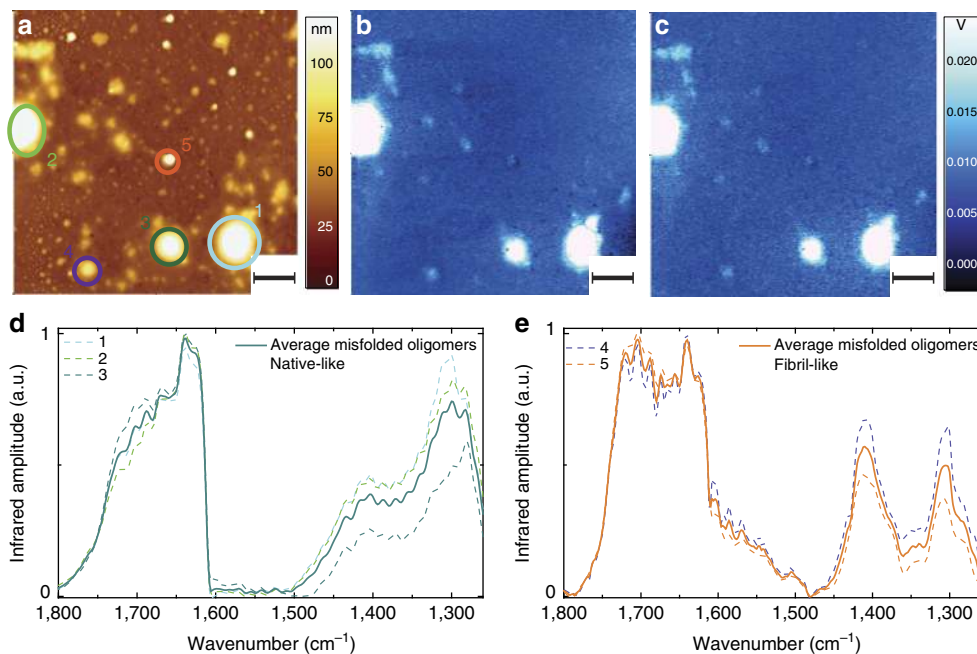 a
nm
100
75
50
25
0
1
2
3
4
5
b
c
V
0.020
0.015
0.010
0.005
0.000
d
1
Infrared amplitude (a.u.)
0
1
2
3
Average misfolded oligomers
Native-like
1,800 1,700 1,600 1,500 1,400 1,300
Wavenumber (cm⁻¹)
e
1
Infrared amplitude (a.u.)
0
4
5
Average misfolded oligomers
Fibril-like
1,800 1,700 1,600 1,500 1,400 1,300
Wavenumber (cm⁻¹)